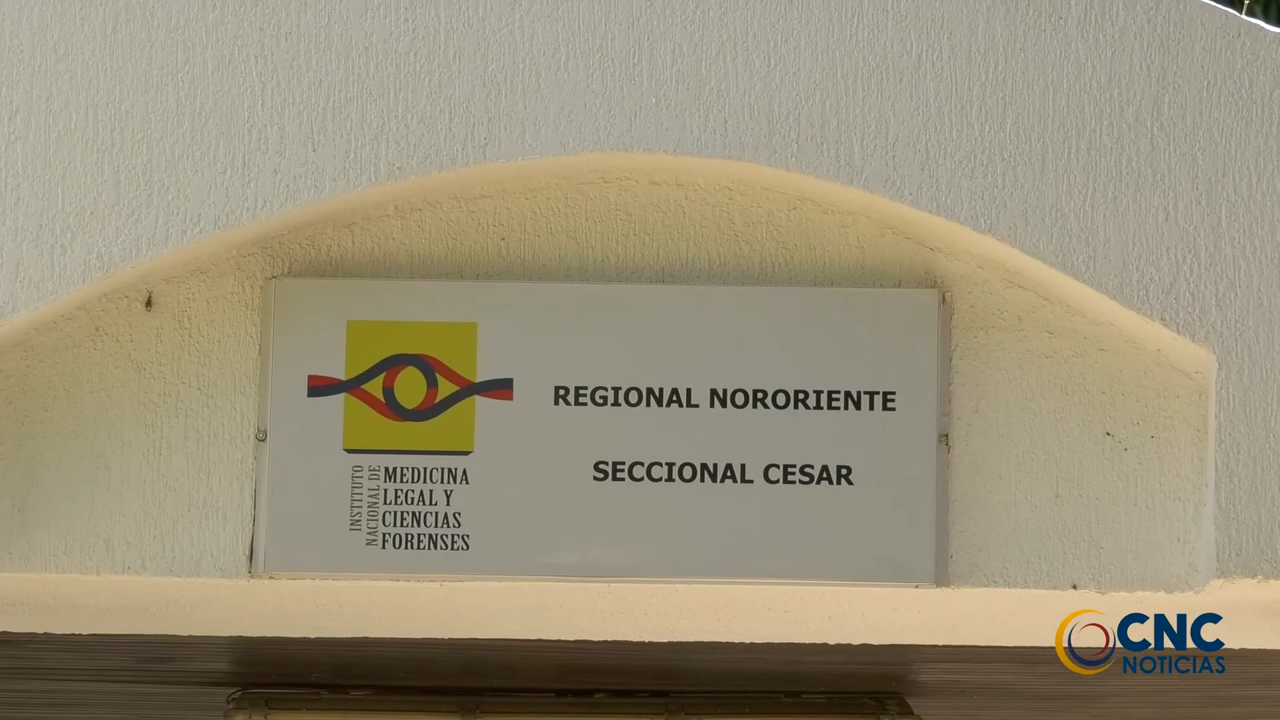 INSTITUTO
NACIONAL DE
MEDICINA
LEGAL Y
CIENCIAS
FORENSES
REGIONAL NORORIENTE
SECCIONAL CESAR
CNC
NOTICIAS